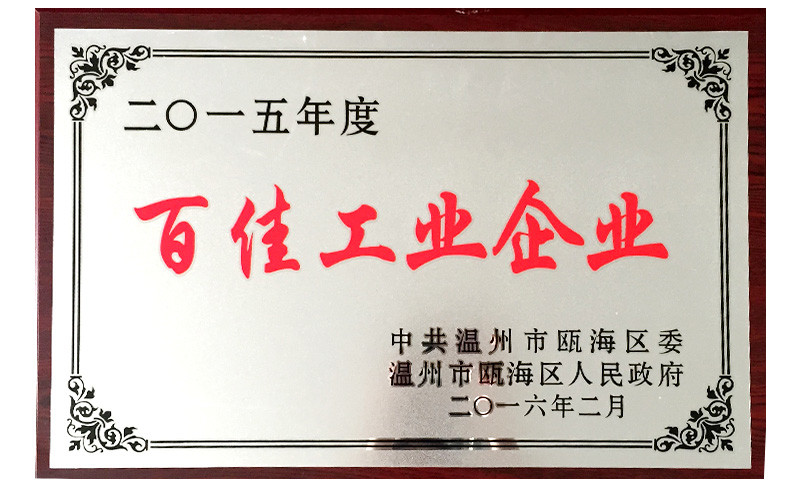 二〇一五年度
百佳工业企业
中共温州市瓯海区委
温州市瓯海区人民政府
二〇一六年二月